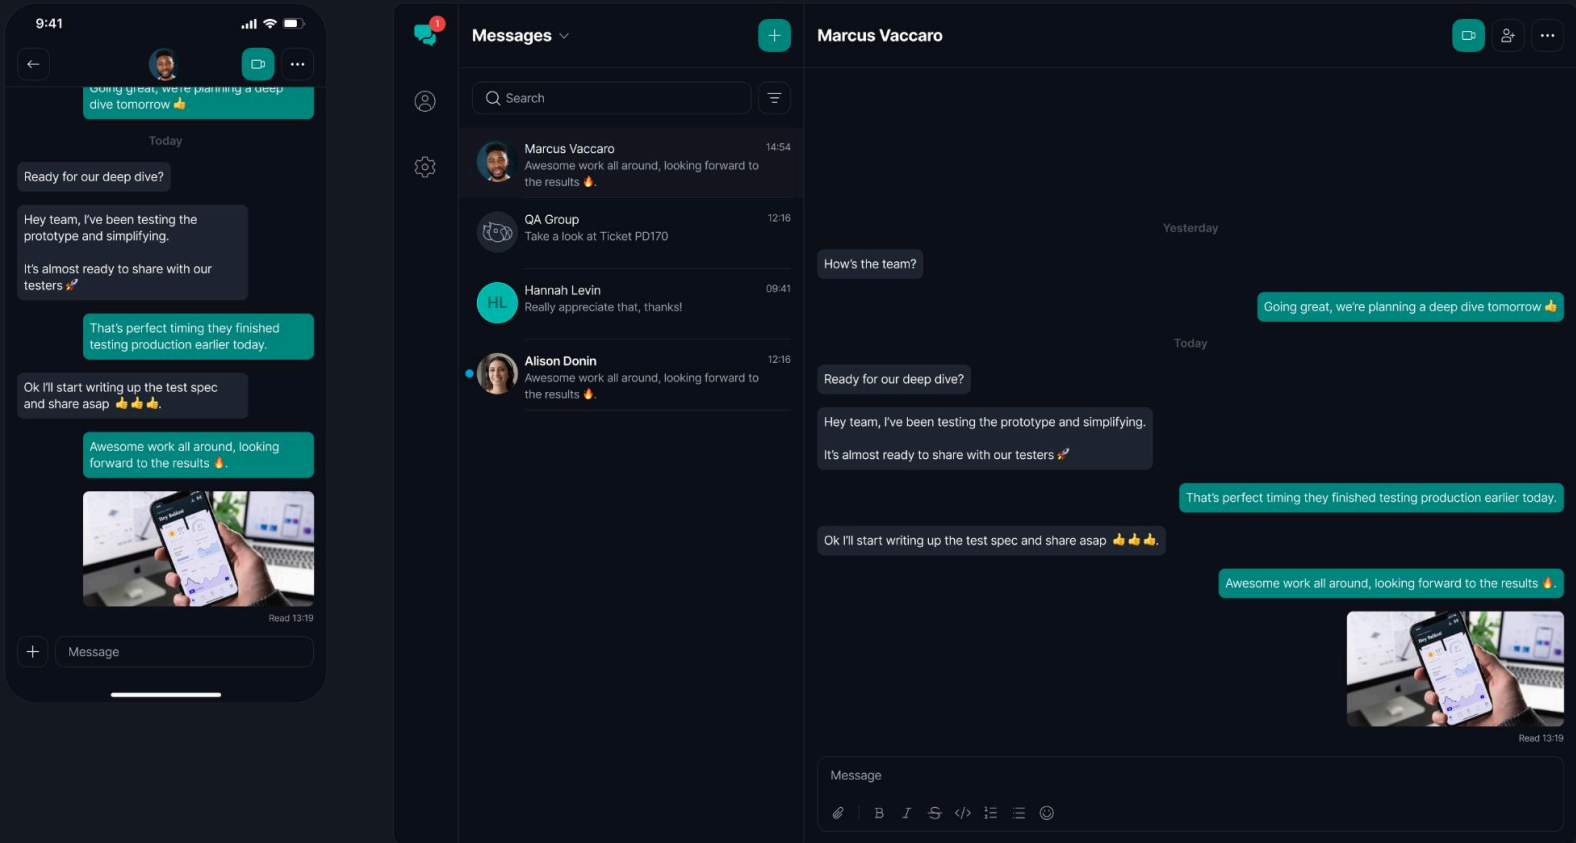 9:41
Going great, we're planning a deep
dive tomorrow 👍
Today
Ready for our deep dive?
Hey team, I've been testing the
prototype and simplifying.
It's almost ready to share with our
testers 🚀
That's perfect timing they finished
testing production earlier today.
Ok I'll start writing up the test spec
and share asap 👍👍👍.
Awesome work all around, looking
forward to the results 🔥.
Read 13:19
Message
1
Messages
Search
Marcus Vaccaro 14:54
Awesome work all around, looking forward to
the results 🔥.
QA Group 12:16
Take a look at Ticket PD170
HL
Hannah Levin 09:41
Really appreciate that, thanks!
Alison Donin 12:16
Awesome work all around, looking forward to
the results 🔥.
Marcus Vaccaro
Yesterday
How's the team?
Going great, we're planning a deep dive tomorrow 👍
Today
Ready for our deep dive?
Hey team, I've been testing the prototype and simplifying.
It's almost ready to share with our testers 🚀
That's perfect timing they finished testing production earlier today.
Ok I'll start writing up the test spec and share asap 👍👍👍.
Awesome work all around, looking forward to the results 🔥.
Read 13:19
Message
B I S </>